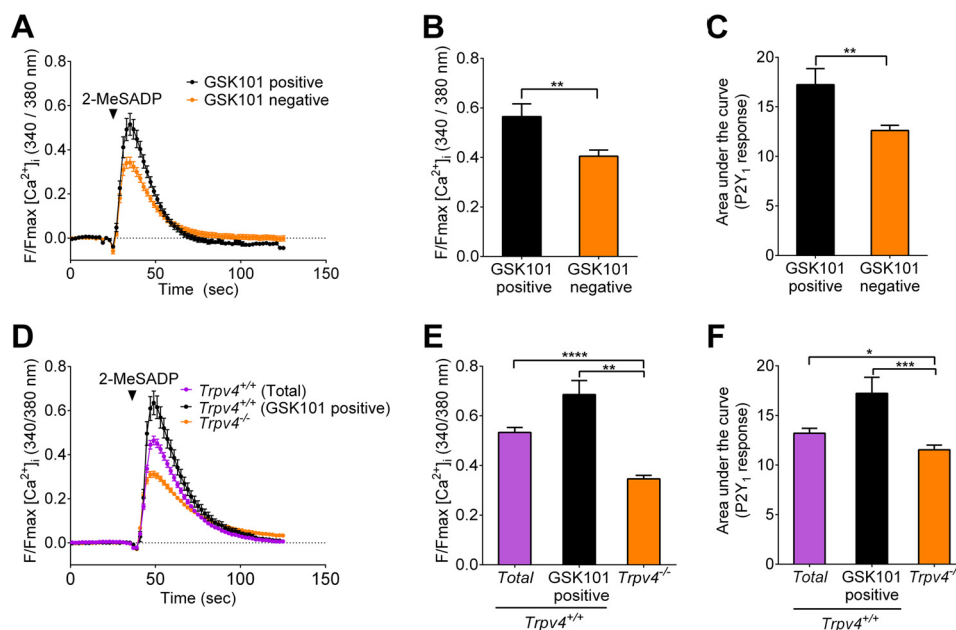 A
F/Fmax [Ca²⁺]ᵢ (340 / 380 nm)
0.8
0.6
0.4
0.2
0.0
2-MeSADP
GSK101 positive
GSK101 negative
0
50
100
150
Time (sec)
B
F/Fmax [Ca²⁺]ᵢ (340 / 380 nm)
0.8
0.6
0.4
0.6
0.0
**
GSK101
positive
GSK101
negative
C
Area under the curve
(P2Y₁ response)
20
15
10
5
0
**
GSK101
positive
GSK101
negative
D
F/Fmax [Ca²⁺]ᵢ (340/380 nm)
0.8
0.6
0.4
0.2
0.0
2-MeSADP
Trpv4⁺/⁺ (Total)
Trpv4⁺/⁺ (GSK101 positive)
Trpv4⁻/⁻
0
50
100
150
Time (sec)
E
F/Fmax [Ca²⁺]ᵢ (340/380 nm)
0.8
0.6
0.4
0.2
0.0
****
**
Total
GSK101
positive
Trpv4⁻/⁻
Trpv4⁺/⁺
F
Area under the curve
(P2Y₁ response)
20
15
10
5
0
*
***
Total
GSK101
positive
Trpv4⁻/
Trpv4⁺/⁺